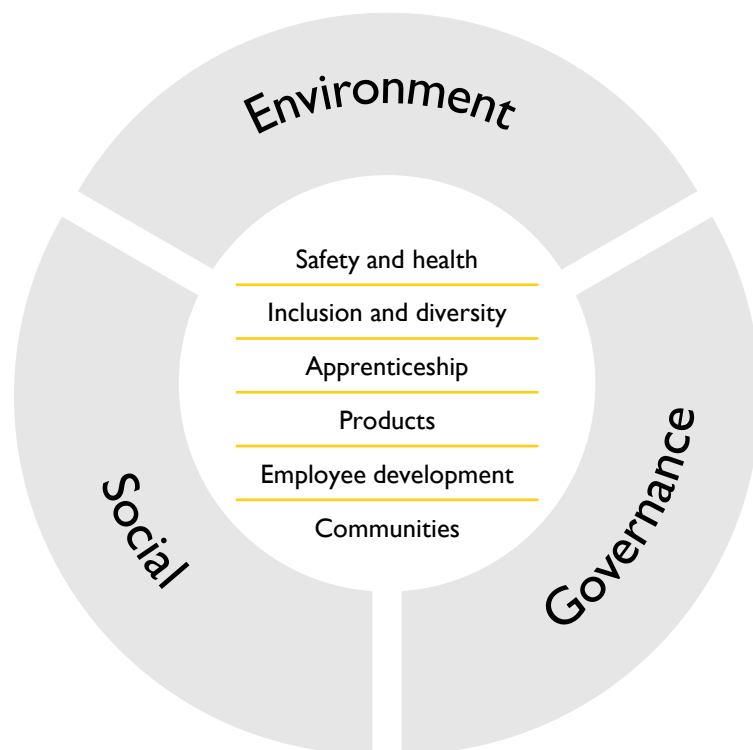 Environment
Safety and health
Inclusion and diversity
Apprenticeship
Products
Employee development
Communities
Social
Governance